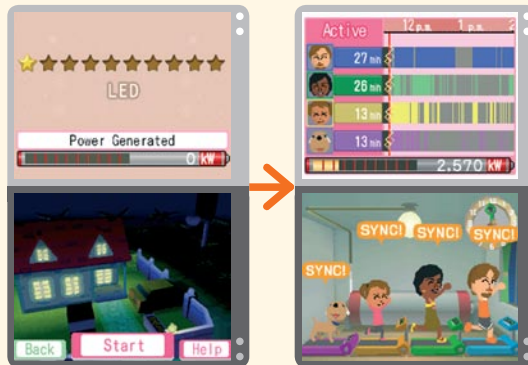 LED
Power Generated
0 kW
Back
Start
Help
Active
12 p.m.
1 p.m.
2
27 min
26 min
13 min
13 min
2,570 kW
SYNC!
SYNC!
SYNC!
SYNC!